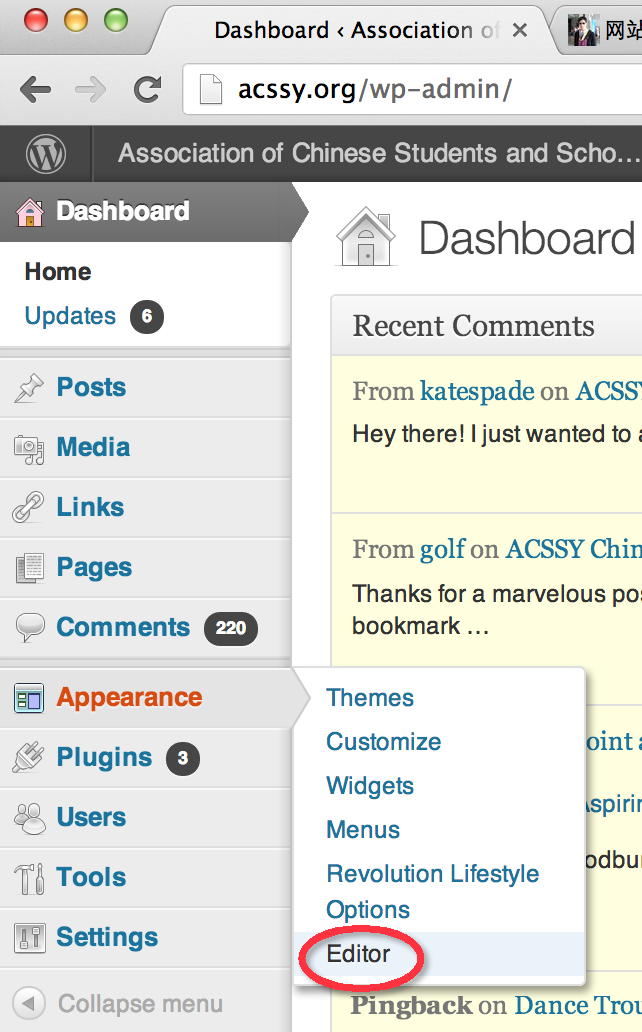 Dashboard ‹ Association of
网站
acssy.org/wp-admin/
Association of Chinese Students and Scho...
Dashboard
Home
Updates 6
Posts
Media
Links
Pages
Comments 220
Appearance
Plugins 3
Users
Tools
Settings
Collapse menu
Themes
Customize
Widgets
Menus
Revolution Lifestyle
Options
Editor
Dashboard
Recent Comments
From katespade on ACSSY
Hey there! I just wanted to a
From golf on ACSSY Chin
Thanks for a marvelous pos
bookmark …
oint a
Aspirin
odbu
Pingback on Dance Trou